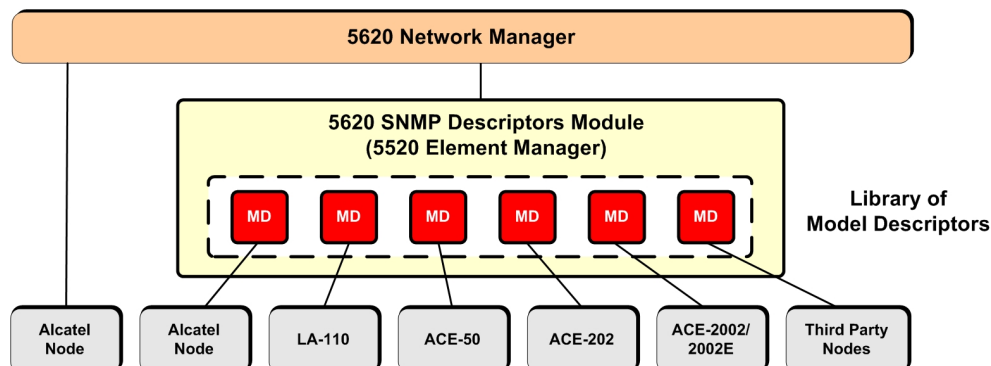 5620 Network Manager
5620 SNMP Descriptors Module
(5520 Element Manager)
MD MD MD MD MD MD
Library of
Model Descriptors
Alcatel
Node
Alcatel
Node
LA-110
ACE-50
ACE-202
ACE-2002/
2002E
Third Party
Nodes